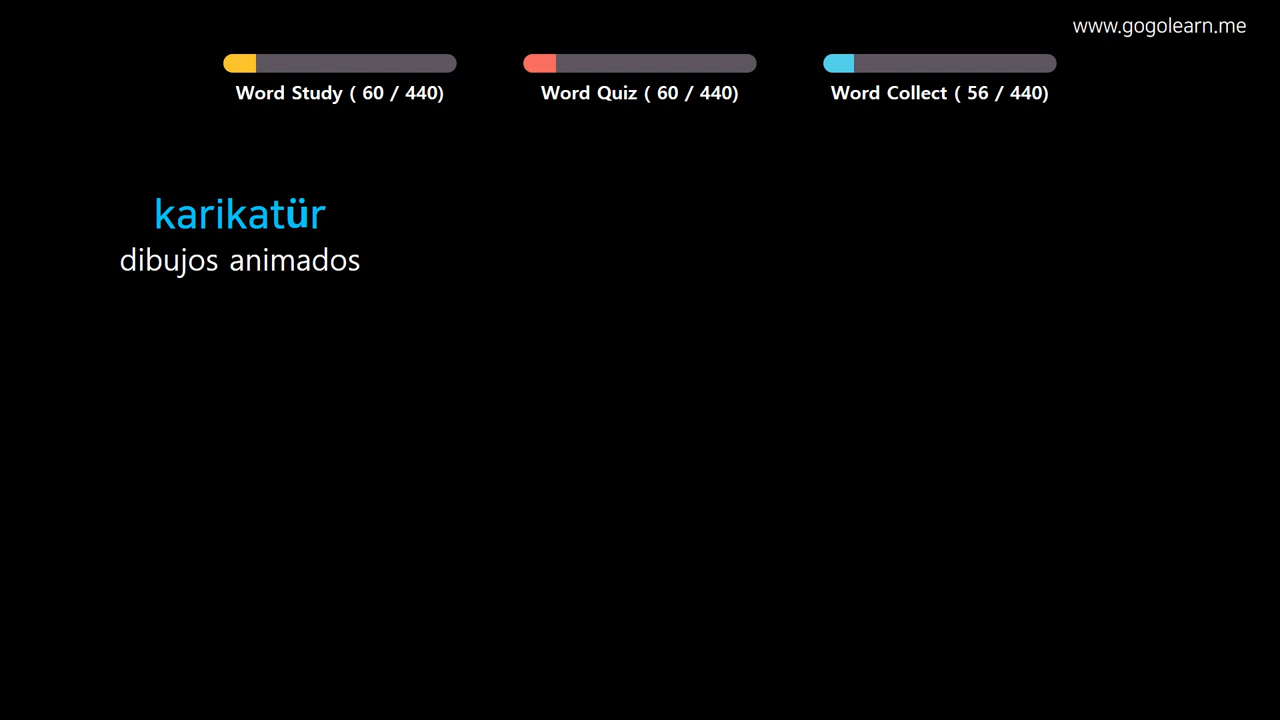 www.gogolearn.me
Word Study ( 60 / 440)
Word Quiz ( 60 / 440)
Word Collect ( 56 / 440)
karikatür
dibujos animados